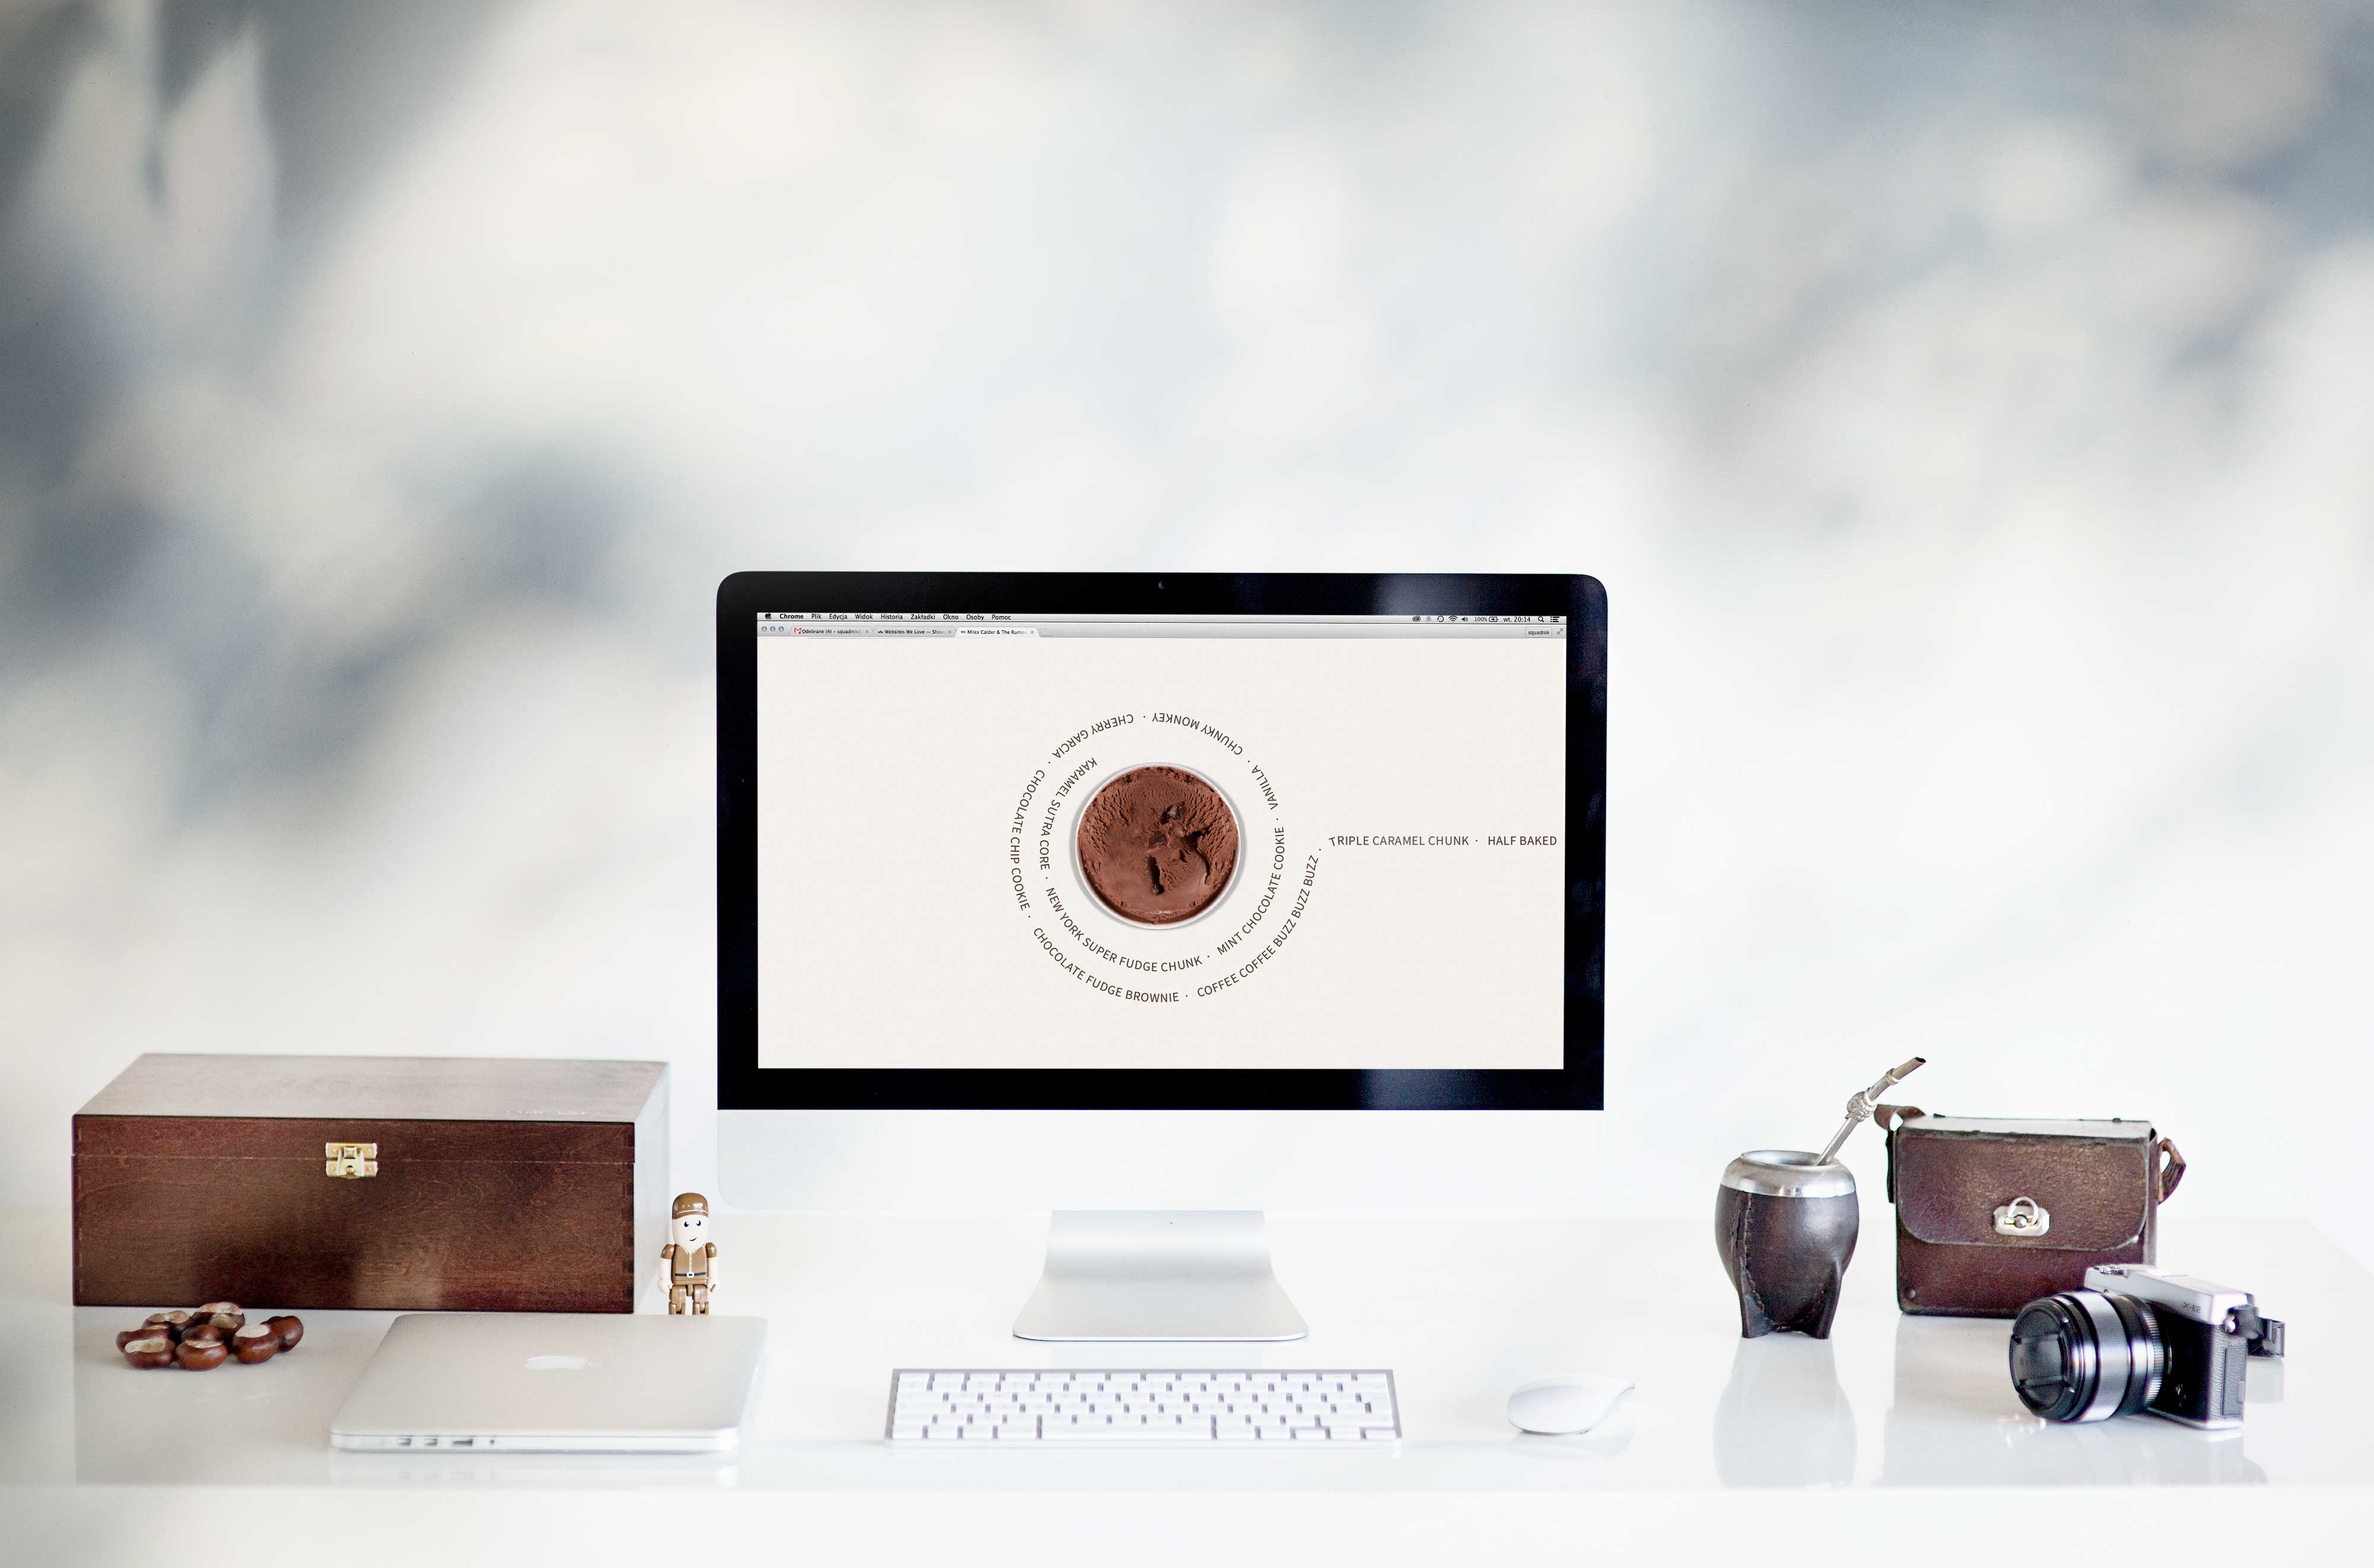 Chrome Plik Edycja Widok Historia Zakładki Okno Osoby Pomoc
100% wt. 20:14
Odebrane (4) – squadnik
Websites We Love — Show
Miles Calder & The Rumo
squadnik
KARAMEL SUTRA CORE · NEW YORK SUPER FUDGE CHUNK · MINT CHOCOLATE COOKIE · VANILLA · CHUNKY MONKEY · CHERRY GARCIA · CHOCOLATE CHIP COOKIE · CHOCOLATE FUDGE BROWNIE · COFFEE COFFEE BUZZ BUZZ BUZZ · TRIPLE CARAMEL CHUNK · HALF BAKED
X-E2